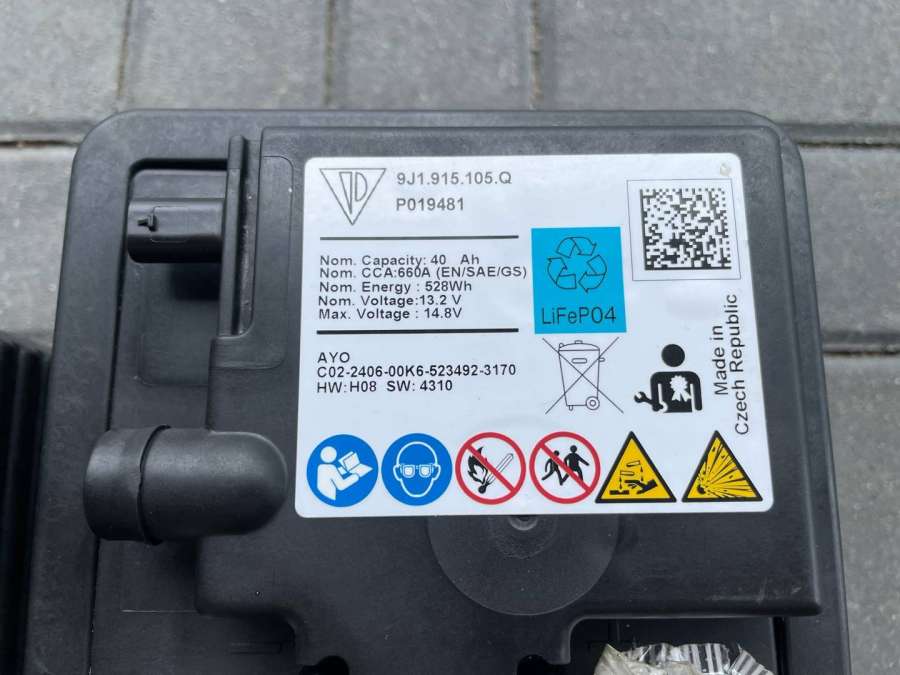 9J1.915.105.Q
P019481
Nom. Capacity: 40 Ah
Nom. CCA:660A (EN/SAE/GS)
Nom. Energy : 528Wh
Nom. Voltage:13.2 V
Max. Voltage : 14.8V
LiFePO4
AYO
C02-2406-00K6-523492-3170
HW:H08 SW: 4310
Made in
Czech Republic